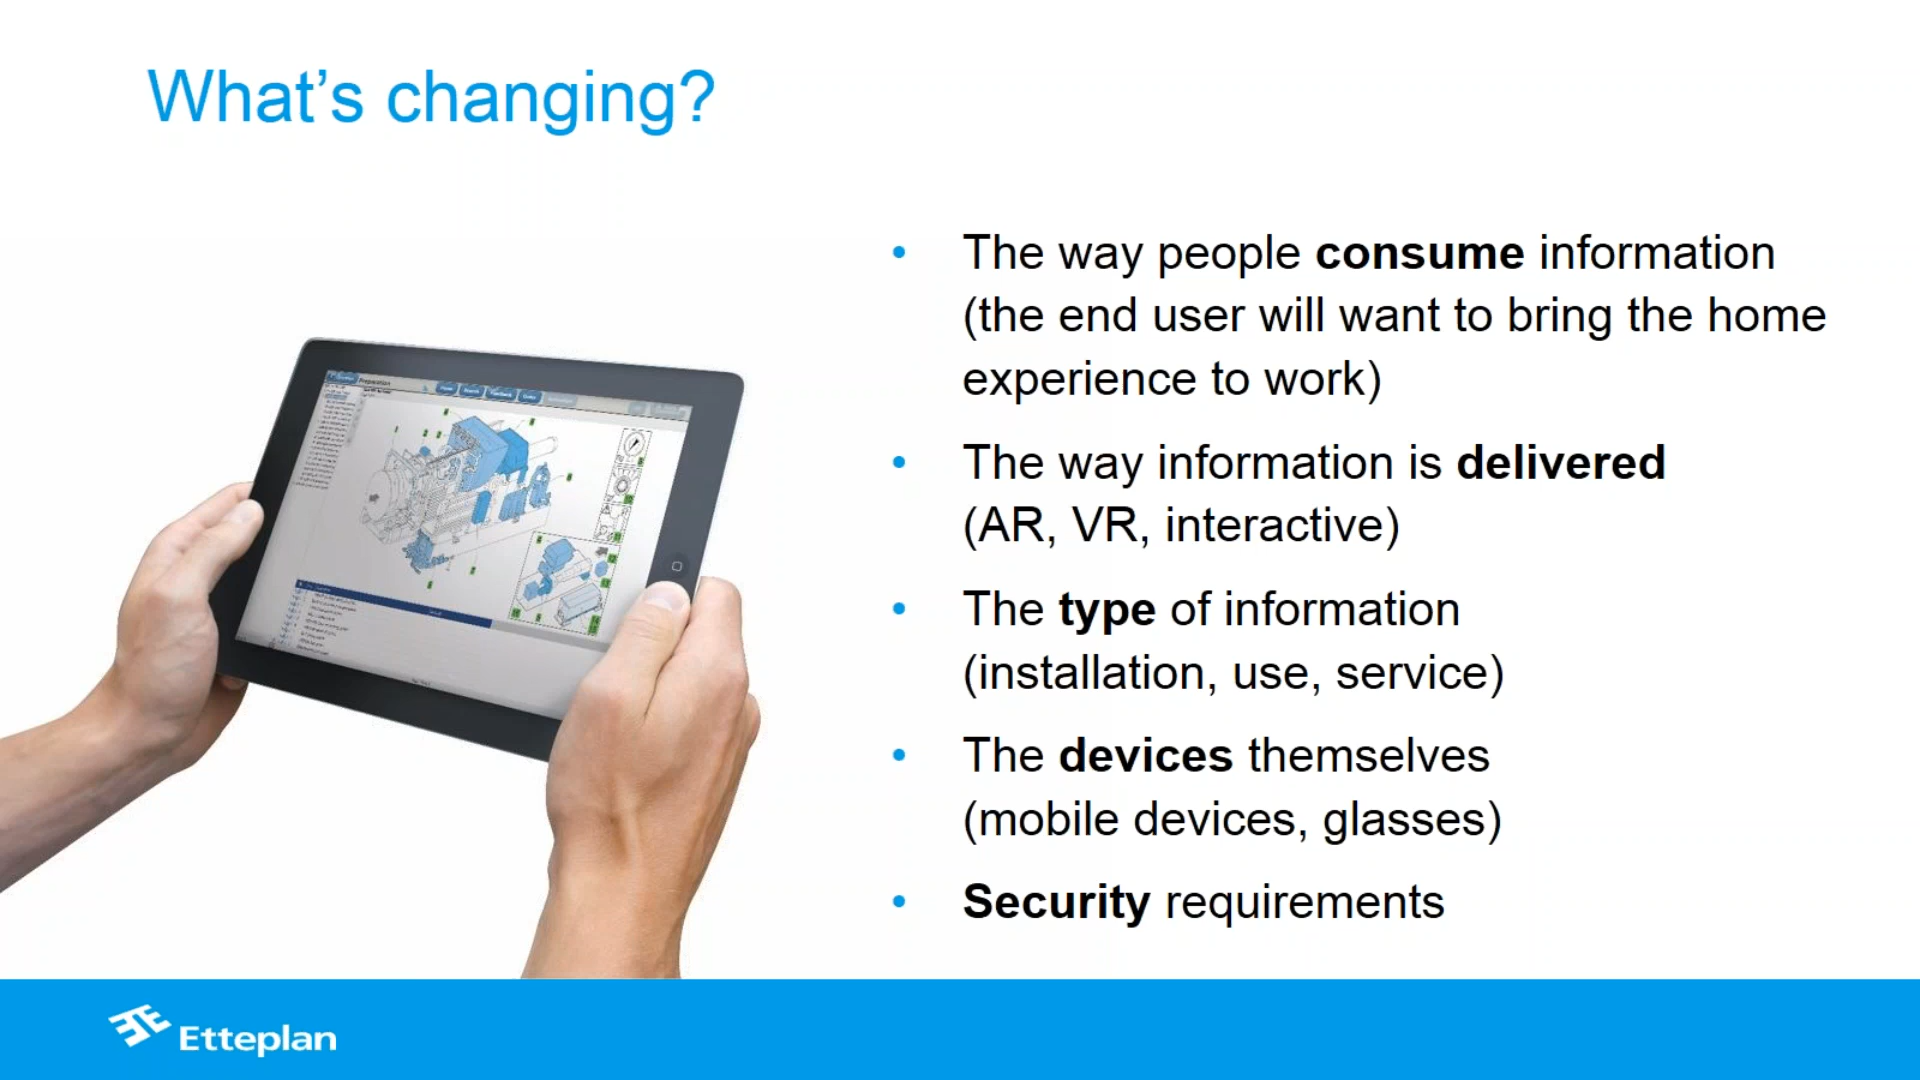 What's changing?
• The way people consume information
(the end user will want to bring the home
experience to work)
• The way information is delivered
(AR, VR, interactive)
• The type of information
(installation, use, service)
• The devices themselves
(mobile devices, glasses)
• Security requirements
Preparation
Etteplan